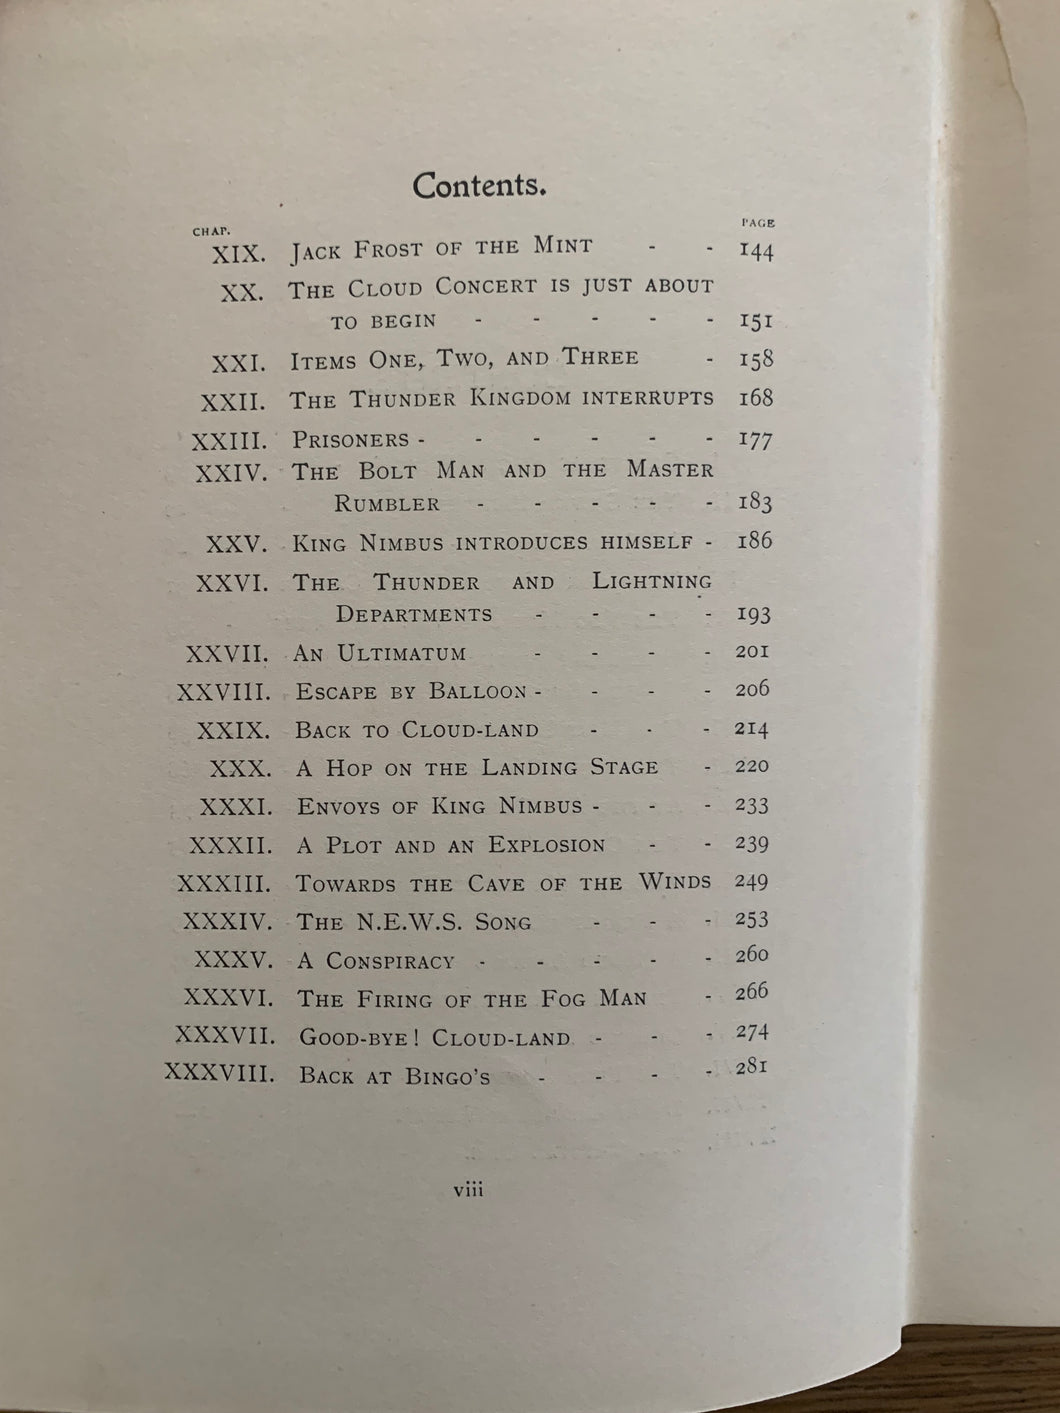 Contents.
CHAP. PAGE
XIX. JACK FROST OF THE MINT - - 144
XX. THE CLOUD CONCERT IS JUST ABOUT
TO BEGIN - - - - - 151
XXI. ITEMS ONE, TWO, AND THREE - 158
XXII. THE THUNDER KINGDOM INTERRUPTS 168
XXIII. PRISONERS - - - - - - 177
XXIV. THE BOLT MAN AND THE MASTER
RUMBLER - - - - - 183
XXV. KING NIMBUS INTRODUCES HIMSELF - 186
XXVI. THE THUNDER AND LIGHTNING
DEPARTMENTS - - - - 193
XXVII. AN ULTIMATUM - - - - 201
XXVIII. ESCAPE BY BALLOON - - - - 206
XXIX. BACK TO CLOUD-LAND - - - 214
XXX. A HOP ON THE LANDING STAGE - 220
XXXI. ENVOYS OF KING NIMBUS - - - 233
XXXII. A PLOT AND AN EXPLOSION - - 239
XXXIII. TOWARDS THE CAVE OF THE WINDS 249
XXXIV. THE N.E.W.S. SONG - - - 253
XXXV. A CONSPIRACY - - - - - 260
XXXVI. THE FIRING OF THE FOG MAN - 266
XXXVII. GOOD-BYE! CLOUD-LAND - - - 274
XXXVIII. BACK AT BINGO'S - - - - 281
viii